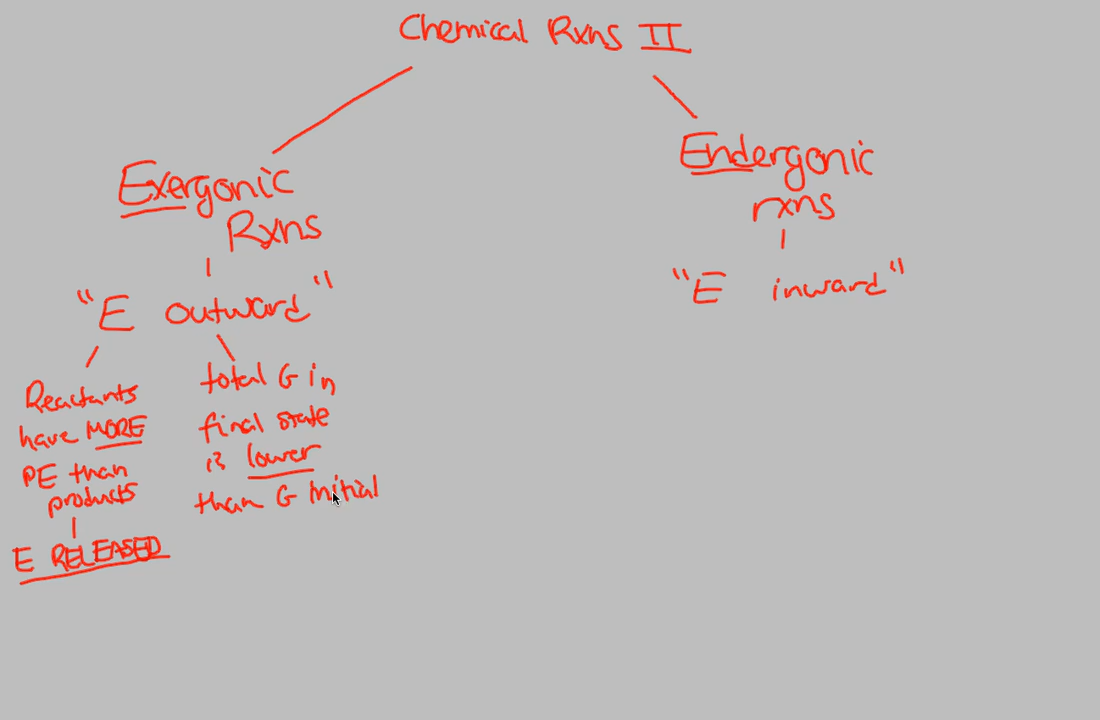 Chemical Rxns II
Exergonic
Rxns
"E outward"
Reactants
have MORE
PE than
products
E RELEASED
total G in
final state
is lower
than G initial
Endergonic
rxns
"E inward"